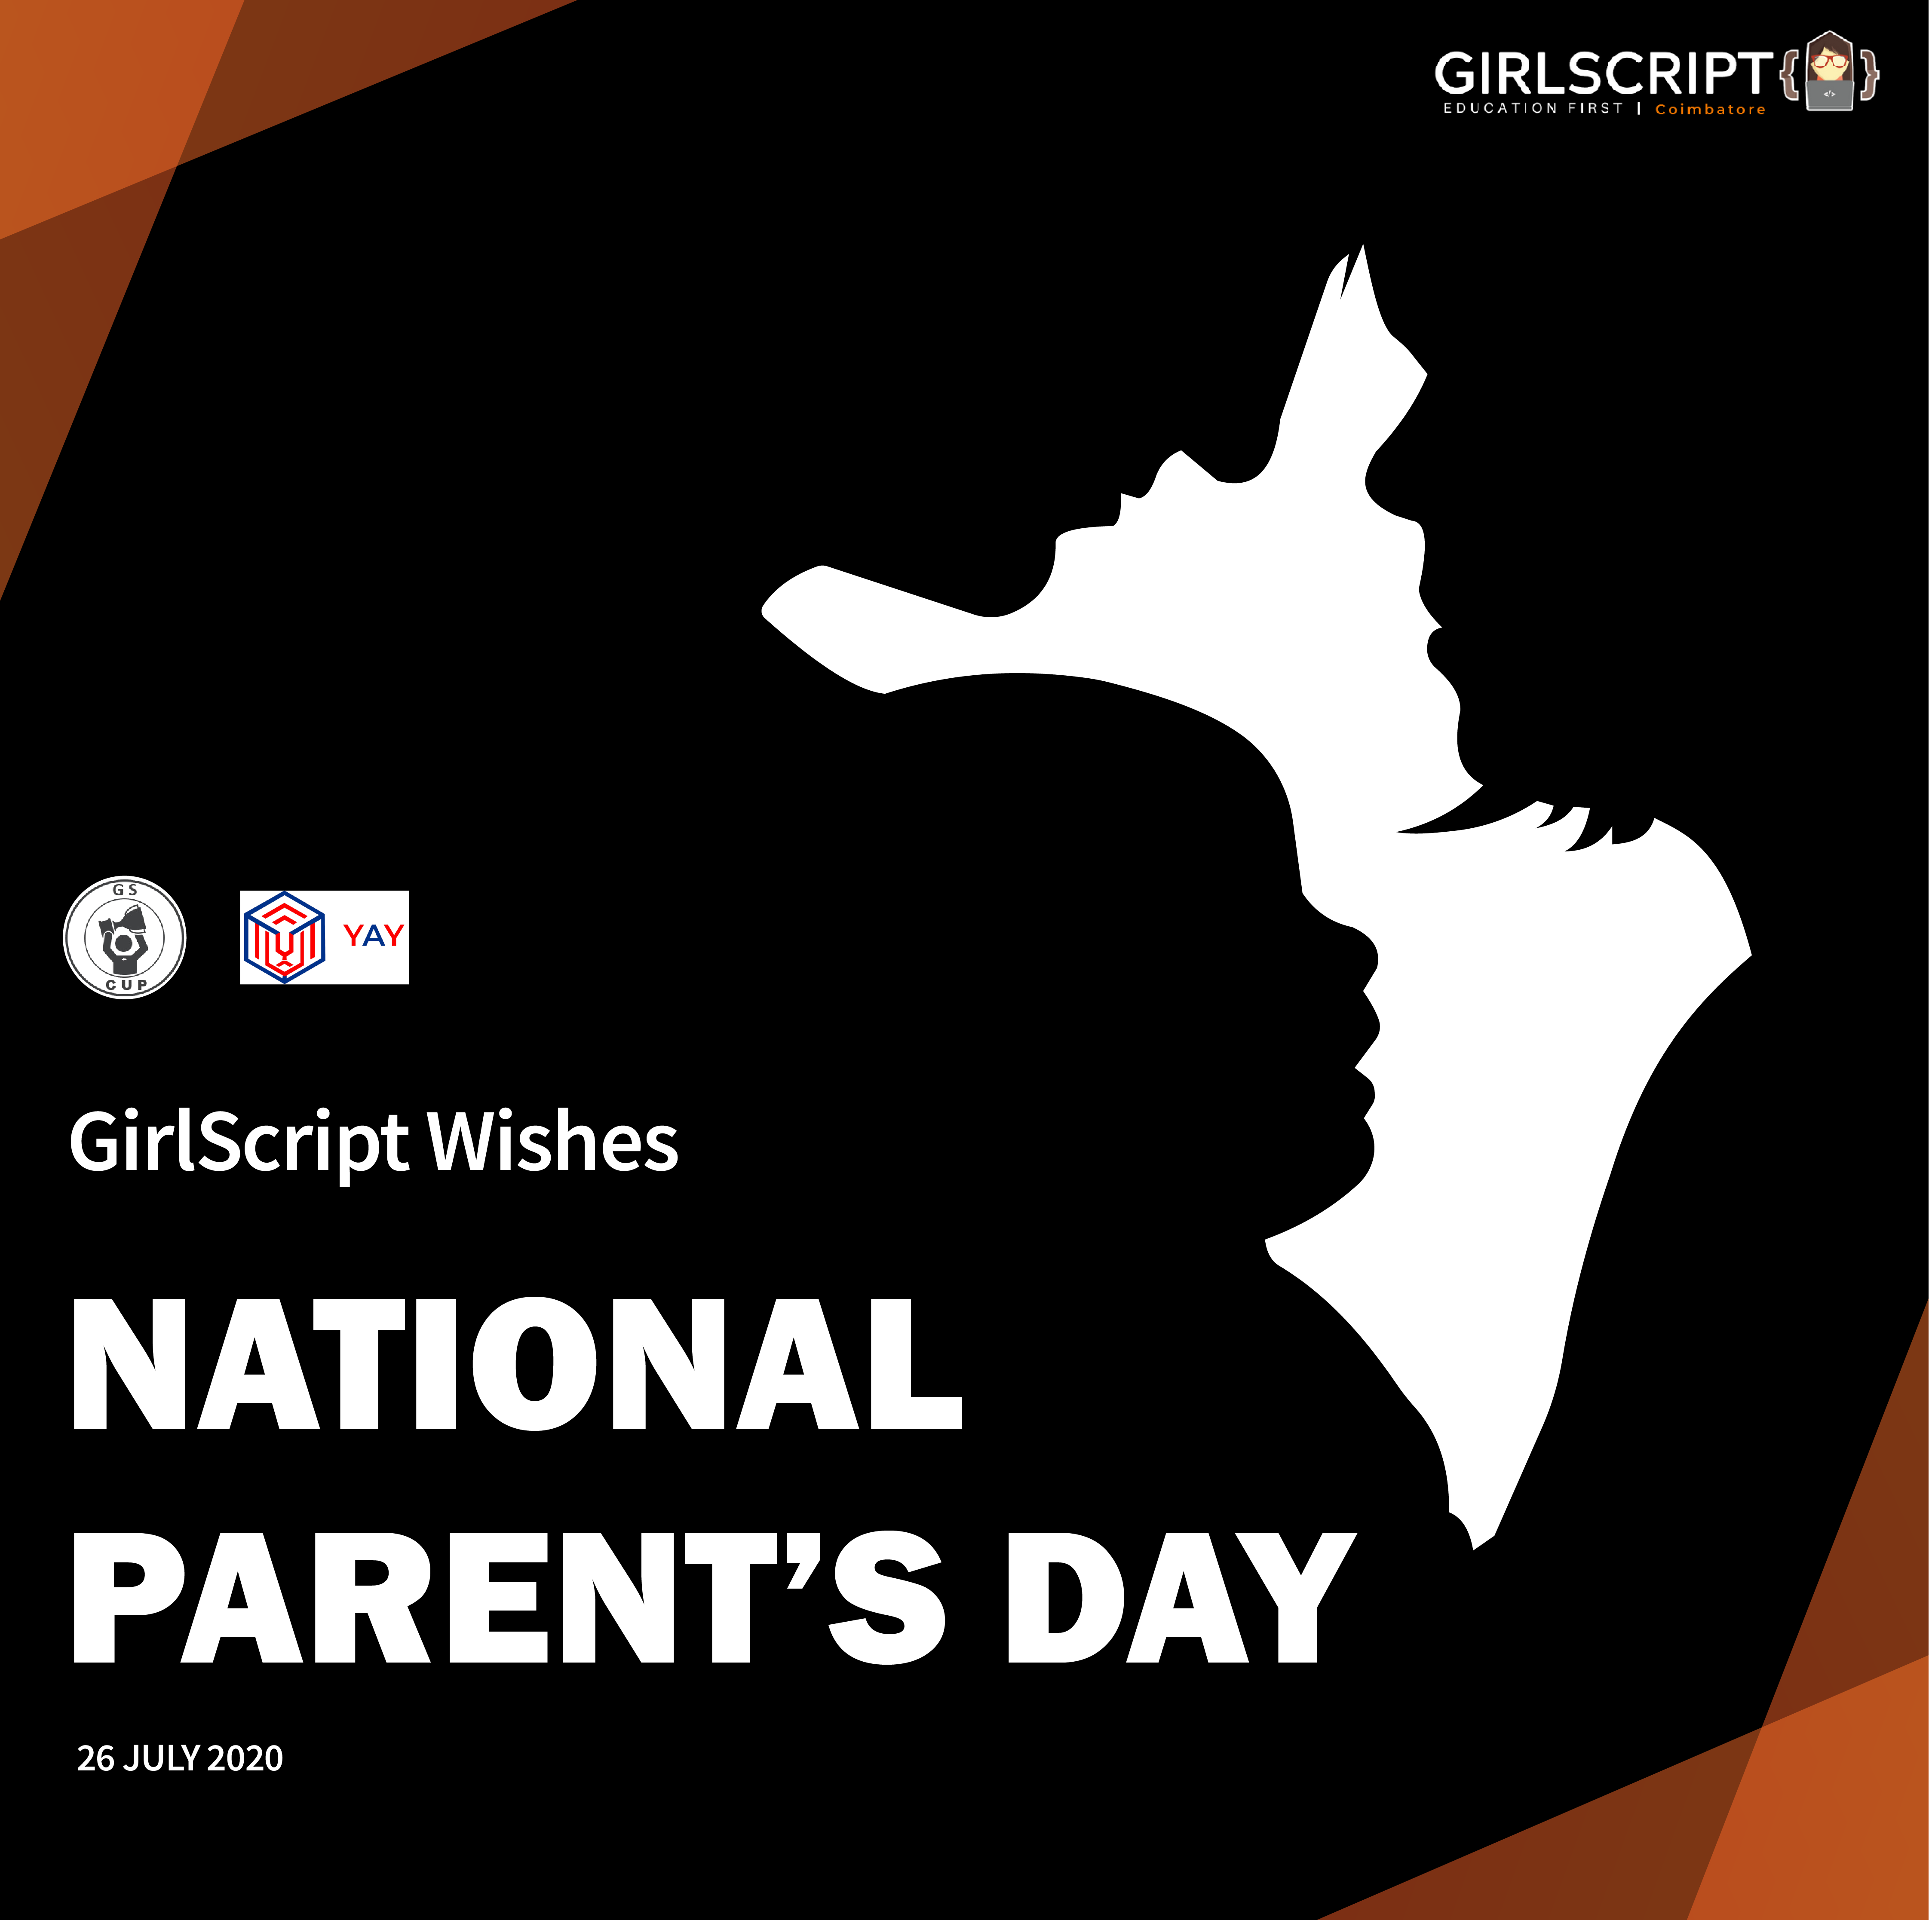 GIRLSCRIPT
EDUCATION FIRST | Coimbatore
</>
GS
CUP
YAY
GirlScript Wishes
NATIONAL
PARENT’S DAY
26 JULY 2020